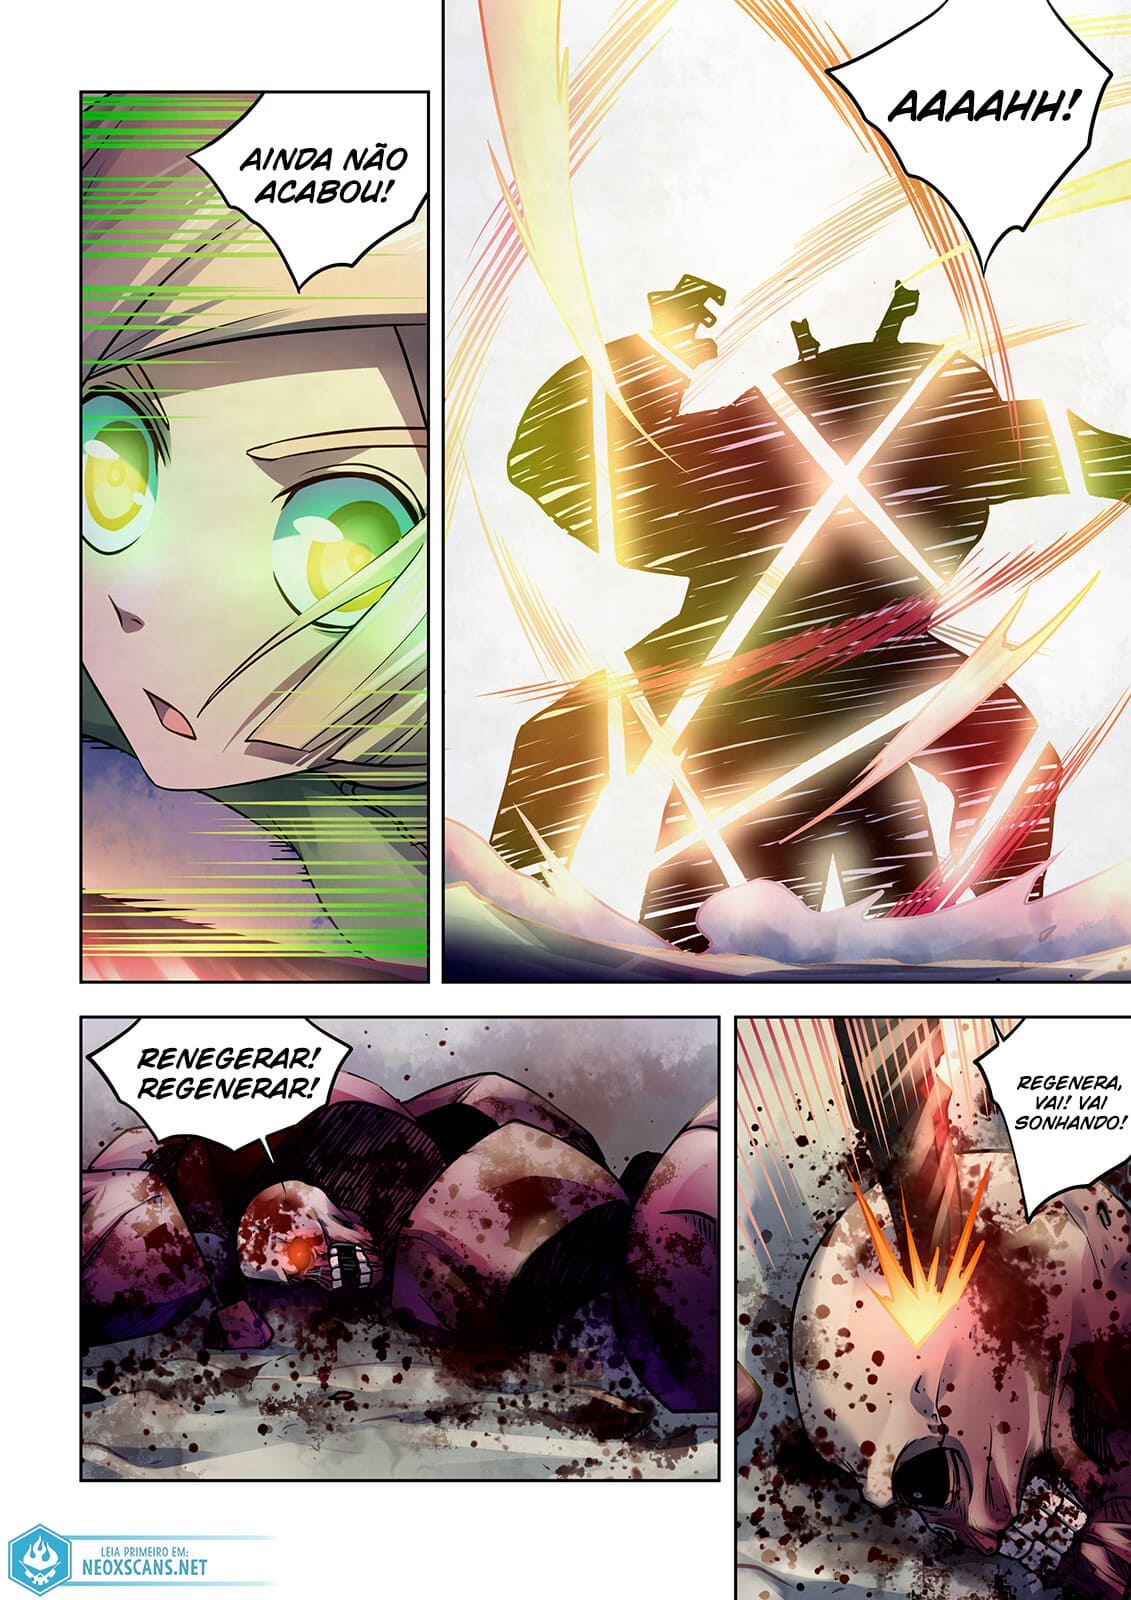 AINDA NÃO
ACABOU!
AAAAHH!
RENEGERAR!
REGENERAR!
REGENERA,
VAI! VAI
SONHANDO!
LEIA PRIMEIRO EM:
NEOXSCANS.NET